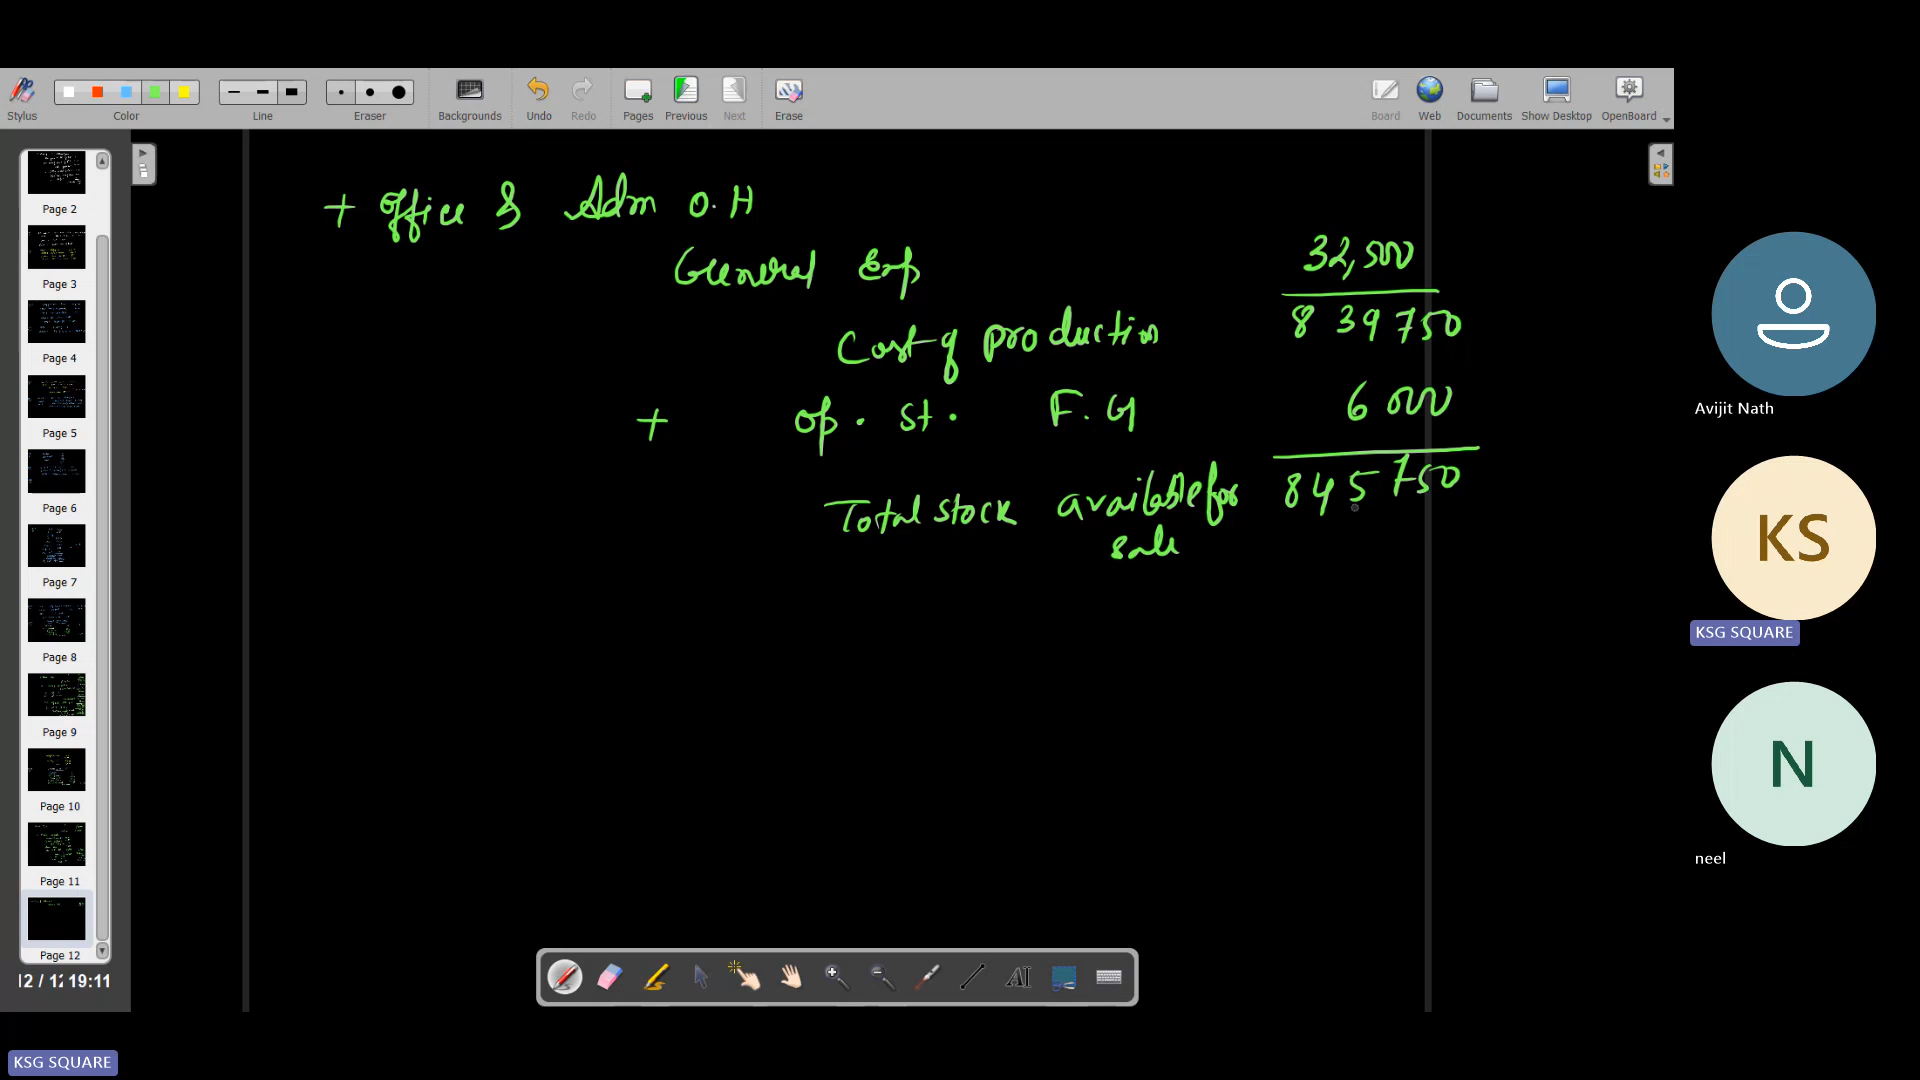 Stylus
Color
Line
Eraser
Backgrounds
Undo
Redo
Pages
Previous
Next
Erase
Board
Web
Documents
Show Desktop
OpenBoard
Page 2
Page 3
Page 4
Page 5
Page 6
Page 7
Page 8
Page 9
Page 10
Page 11
Page 12
19:11
+ office & Adm O.H
General Exp 32,500
Cost of production 8 39 750
+ op. st. F.G 6 000
Total stock available for 845 750
sale
Avijit Nath
KS
KSG SQUARE
N
neel
KSG SQUARE